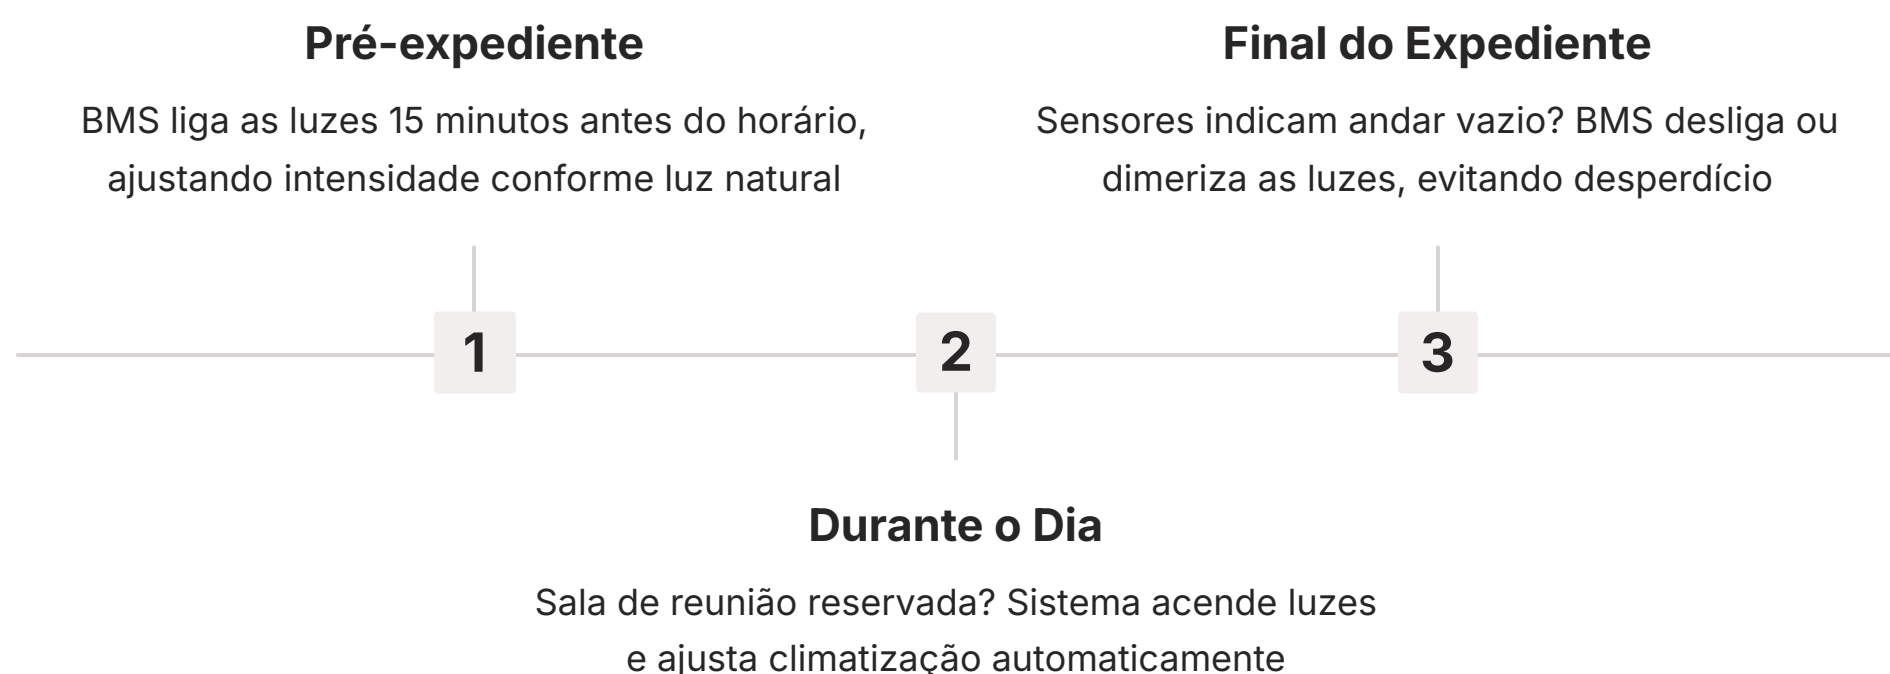 Pré-expediente
BMS liga as luzes 15 minutos antes do horário,
ajustando intensidade conforme luz natural
Final do Expediente
Sensores indicam andar vazio? BMS desliga ou
dimeriza as luzes, evitando desperdício
1
2
3
Durante o Dia
Sala de reunião reservada? Sistema acende luzes
e ajusta climatização automaticamente